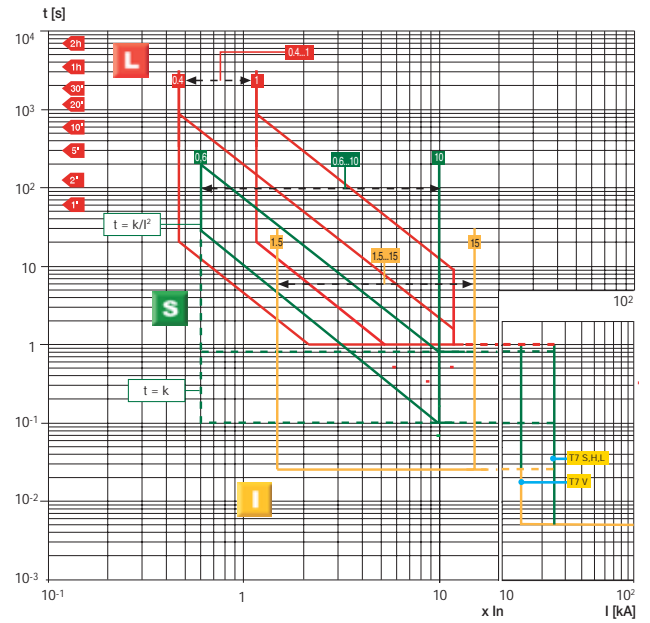 t [s]
10⁴
2h
1h
30'
20'
10³
10'
5'
10²
2'
1'
10
1
10⁻¹
10⁻²
10⁻³
L
0.4
1
0.4...1
0.6
0.6...10
10
t = k/I²
1.5
1.5...15
15
S
t = k
I
10²
T7 S,H,L
T7 V
10⁻¹
1
10
x In
10
10²
I [kA]